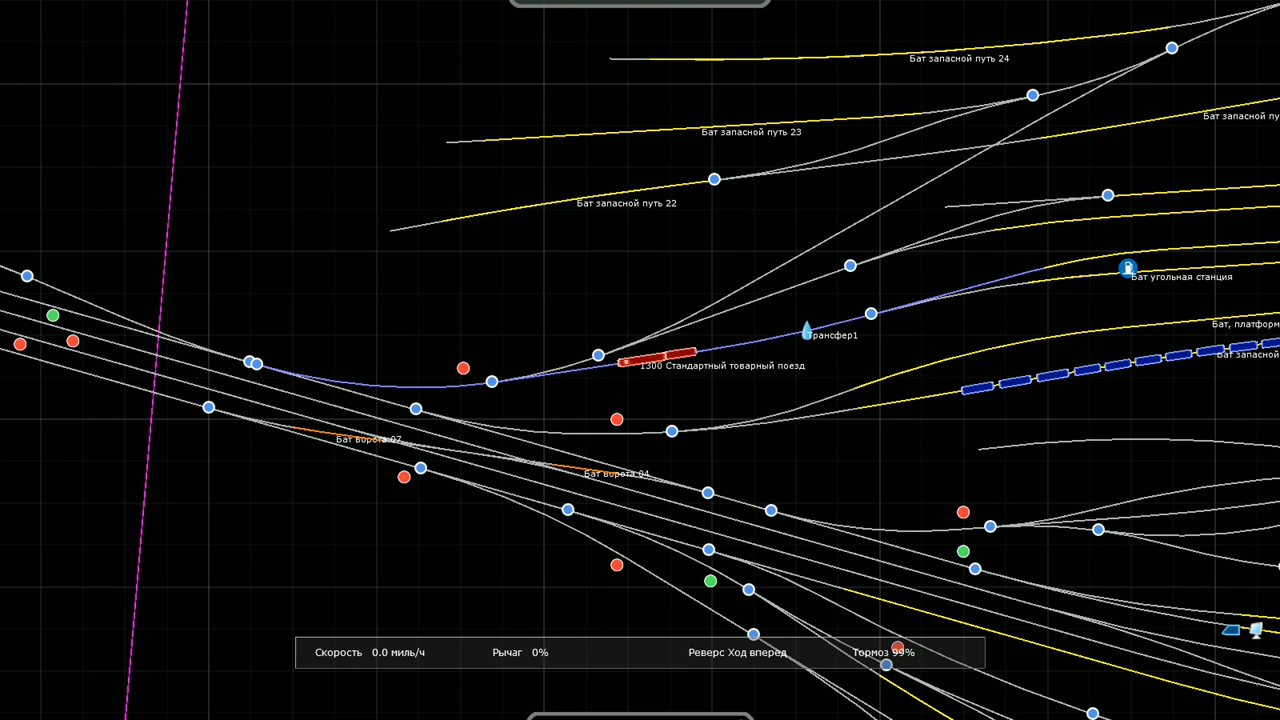 Бат запасной путь 24
Бат запасной пу
Бат запасной путь 23
Бат запасной путь 22
Бат угольная станция
Бат, платформ
Трансфер1
Бат запасной
1300 Стандартный товарный поезд
Бат ворота 07
Бат ворота 04
Скорость 0.0 миль/ч Рычаг 0% Реверс Ход вперед Тормоз 99%